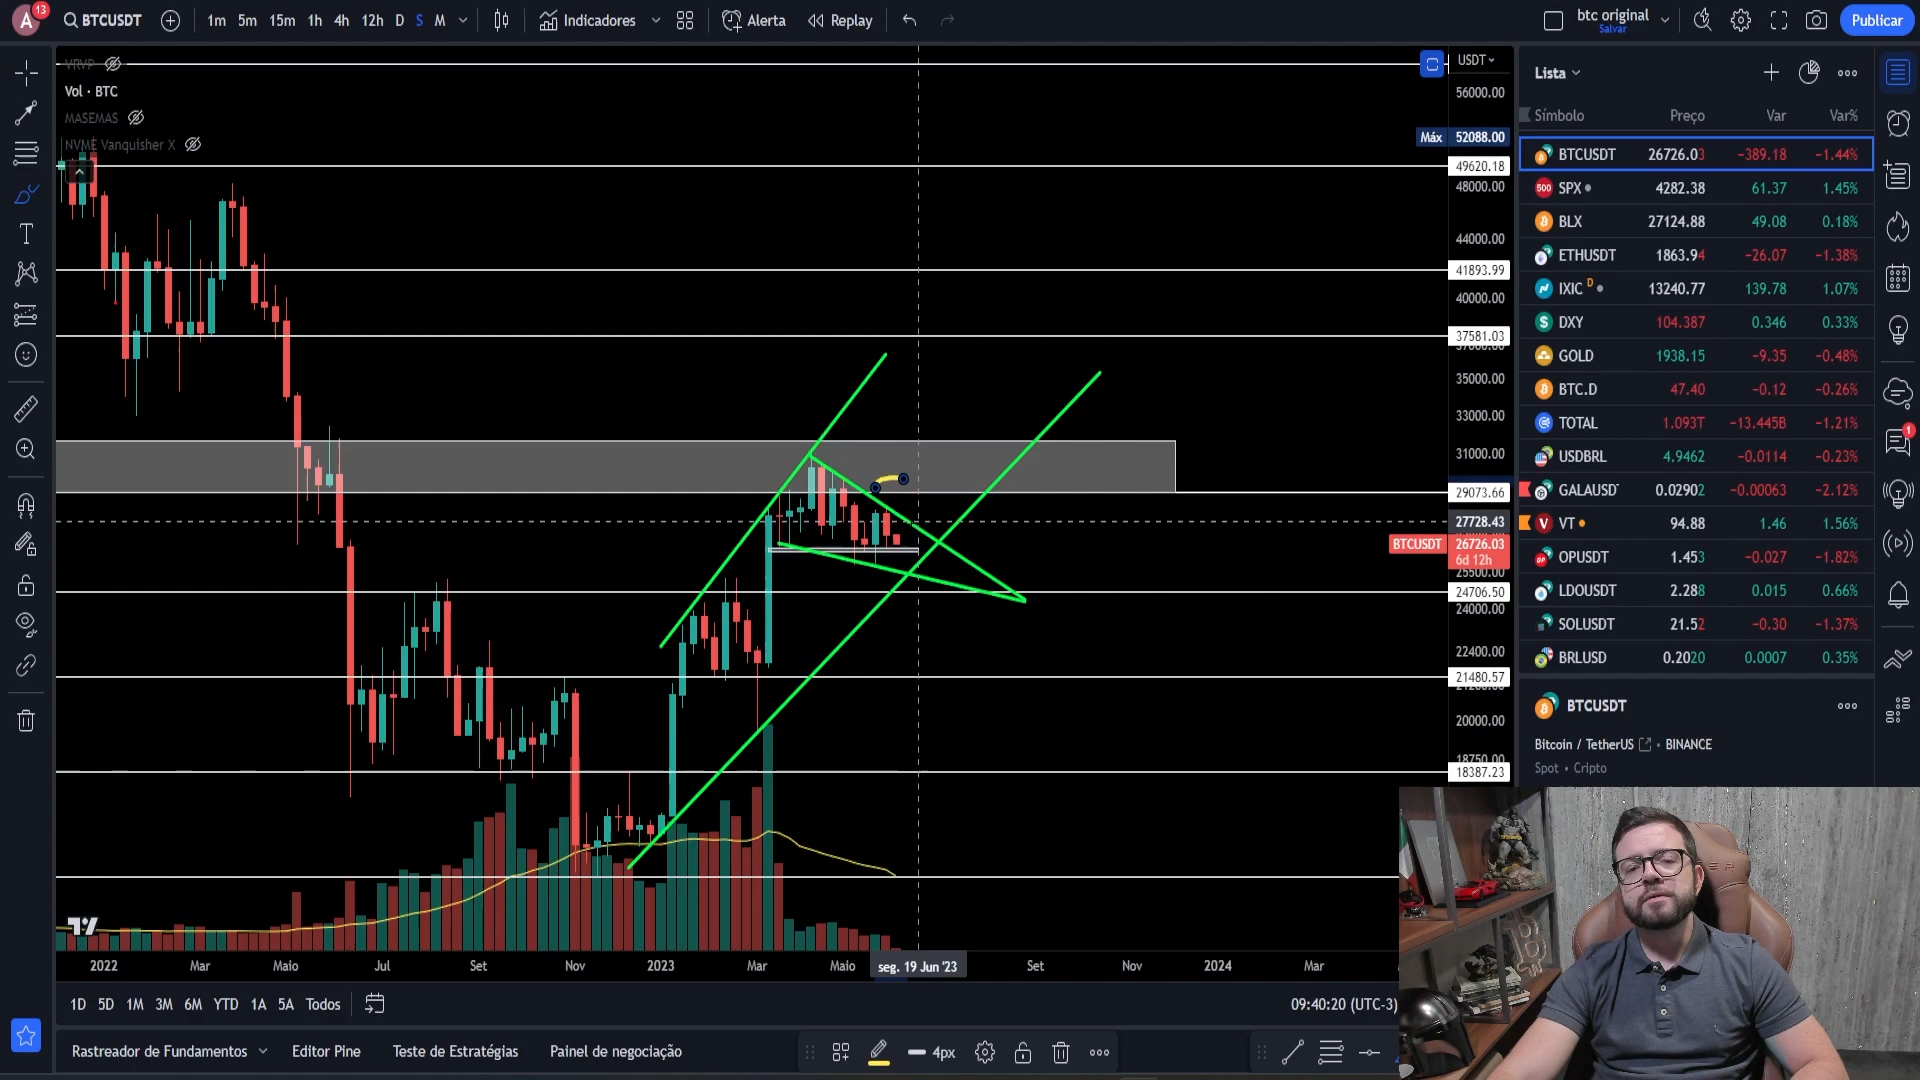 A 13 BTCUSDT 1m 5m 15m 1h 4h 12h D S M Indicadores Alerta Replay btc original Salvar Publicar
VRVP
Vol · BTC
MASEMAS
NVME Vanquisher X
USDT
56000.00
Máx 52088.00
49620.18
48000.00
44000.00
41893.99
40000.00
37581.03
35000.00
33000.00
31000.00
29073.66
27728.43
BTCUSDT 26726.03
6d 12h
25500.00
24706.50
24000.00
22400.00
21480.57
20000.00
18750.00
18387.23
2022 Mar Maio Jul Set Nov 2023 Mar Maio seg. 19 Jun '23 Set Nov 2024 Mar
1D 5D 1M 3M 6M YTD 1A 5A Todos 09:40:20 (UTC-3)
Rastreador de Fundamentos Editor Pine Teste de Estratégias Painel de negociação 4px
Lista
Símbolo Preço Var Var%
BTCUSDT 26726.03 −389.18 −1.44%
500 SPX 4282.38 61.37 1.45%
BLX 27124.88 49.08 0.18%
ETHUSDT 1863.94 −26.07 −1.38%
IXIC D 13240.77 139.78 1.07%
DXY 104.387 0.346 0.33%
GOLD 1938.15 −9.35 −0.48%
BTC.D 47.40 −0.12 −0.26%
TOTAL 1.093T −13.445B −1.21%
USDBRL 4.9462 −0.0114 −0.23%
GALAUSD 0.02902 −0.00063 −2.12%
V VT 94.88 1.46 1.56%
OPUSDT 1.453 −0.027 −1.82%
LDOUSDT 2.288 0.015 0.66%
SOLUSDT 21.52 −0.30 −1.37%
BRLUSD 0.2020 0.0007 0.35%
1
BTCUSDT
Bitcoin / TetherUS · BINANCE
Spot · Cripto